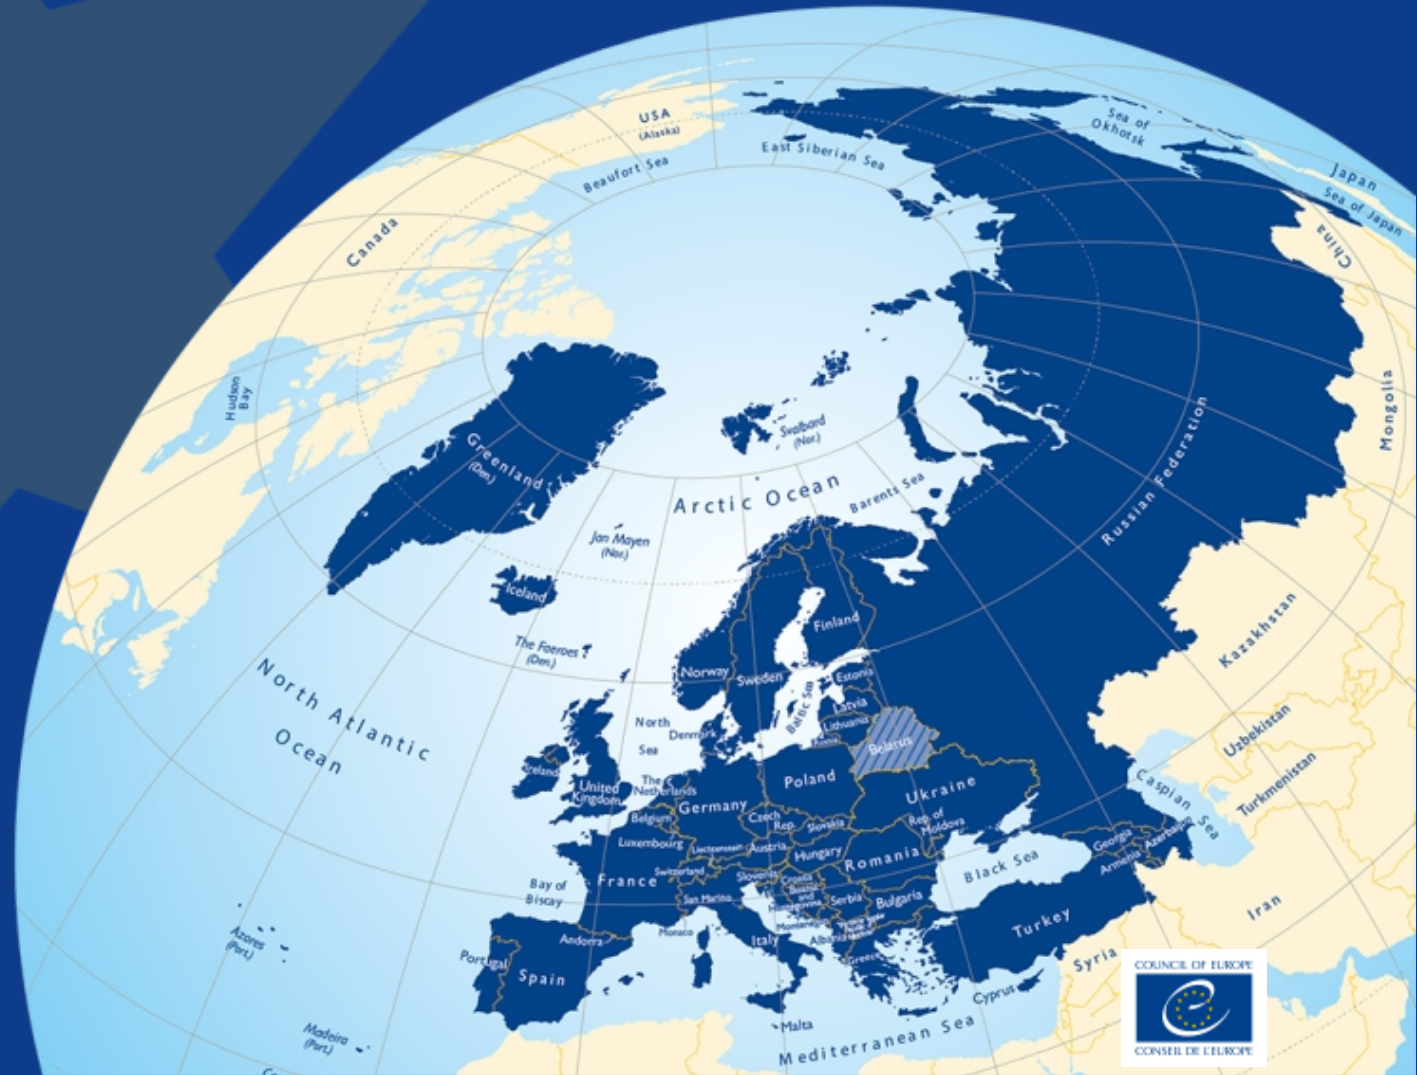 USA
(Alaska)
Beaufort Sea
East Siberian Sea
Sea of
Okhotsk
Japan
Sea of Japan
Canada
China
Hudson
Bay
Mongolia
Greenland
(Den.)
Svalbard
(Nor.)
Arctic Ocean
Barents Sea
Russian Federation
Jan Mayen
(Nor.)
Iceland
The Faeroes
(Den.)
Finland
Kazakhstan
Norway
Sweden
Estonia
North Atlantic
Ocean
Baltic Sea
Latvia
Lithuania
North
Sea
Denmark
Belarus
Uzbekistan
Ireland
United
Kingdom
The
Netherlands
Poland
Ukraine
Turkmenistan
Caspian Sea
Germany
Belgium
Czech
Rep.
Slovakia
Rep. of
Moldova
Luxembourg
Liechtenstein
Austria
Hungary
Romania
Georgia
Azerbaijan
Armenia
Black Sea
Switzerland
France
Slovenia
Croatia
Bosnia
and
Herzegovina
Serbia
Bulgaria
Bay of
Biscay
San Marino
Monaco
Italy
Albania
Turkey
Iran
Andorra
Azores
(Port.)
Portugal
Spain
Greece
Syria
Cyprus
Malta
Mediterranean Sea
Madeira
(Port.)
COUNCIL OF EUROPE
CONSEIL DE L'EUROPE